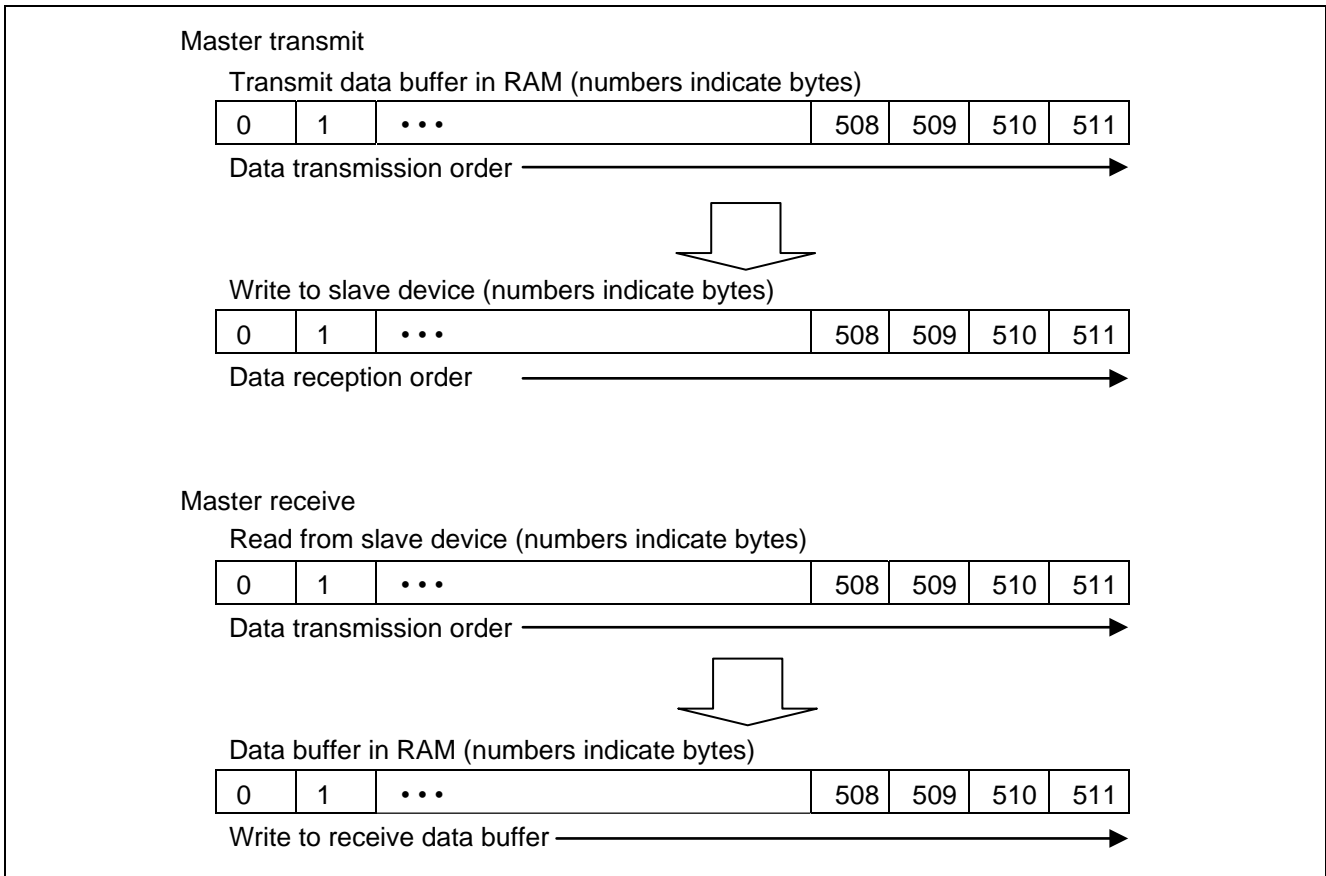 Master transmit
Transmit data buffer in RAM (numbers indicate bytes)
0 1 • • • 508 509 510 511
Data transmission order
Write to slave device (numbers indicate bytes)
0 1 • • • 508 509 510 511
Data reception order
Master receive
Read from slave device (numbers indicate bytes)
0 1 • • • 508 509 510 511
Data transmission order
Data buffer in RAM (numbers indicate bytes)
0 1 • • • 508 509 510 511
Write to receive data buffer